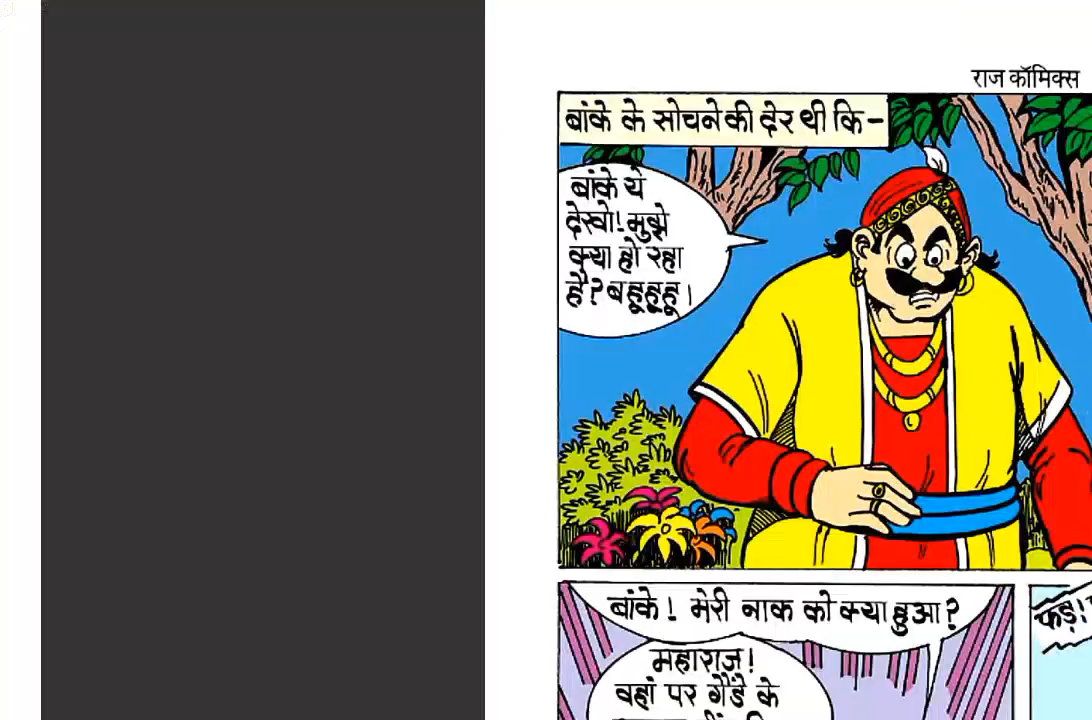 राज कॉमिक्स
बांके के सोचने की देर थी कि-
बांके ये
देखो! मुझे
क्या हो रहा
है? बहूहूहू।
बांके! मेरी नाक को क्या हुआ?
महाराज!
वहां पर गैंडे के
फड़!